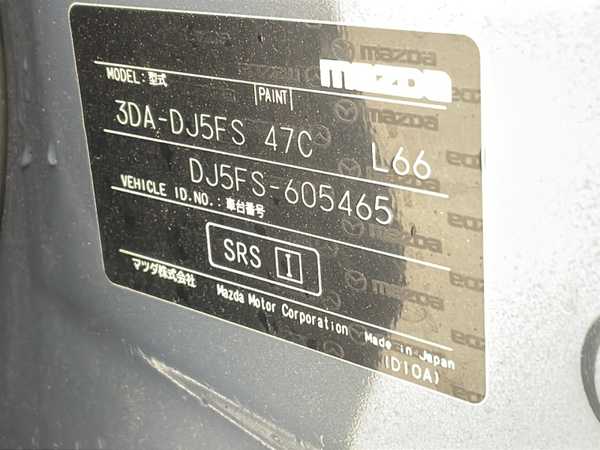 mazda
MODEL:型式
PAINT
3DA-DJ5FS 47C L66
DJ5FS-605465
VEHICLE ID.NO.:車台番号
SRS I
マツダ株式会社 Mazda Motor Corporation Made in Japan
(D10A)